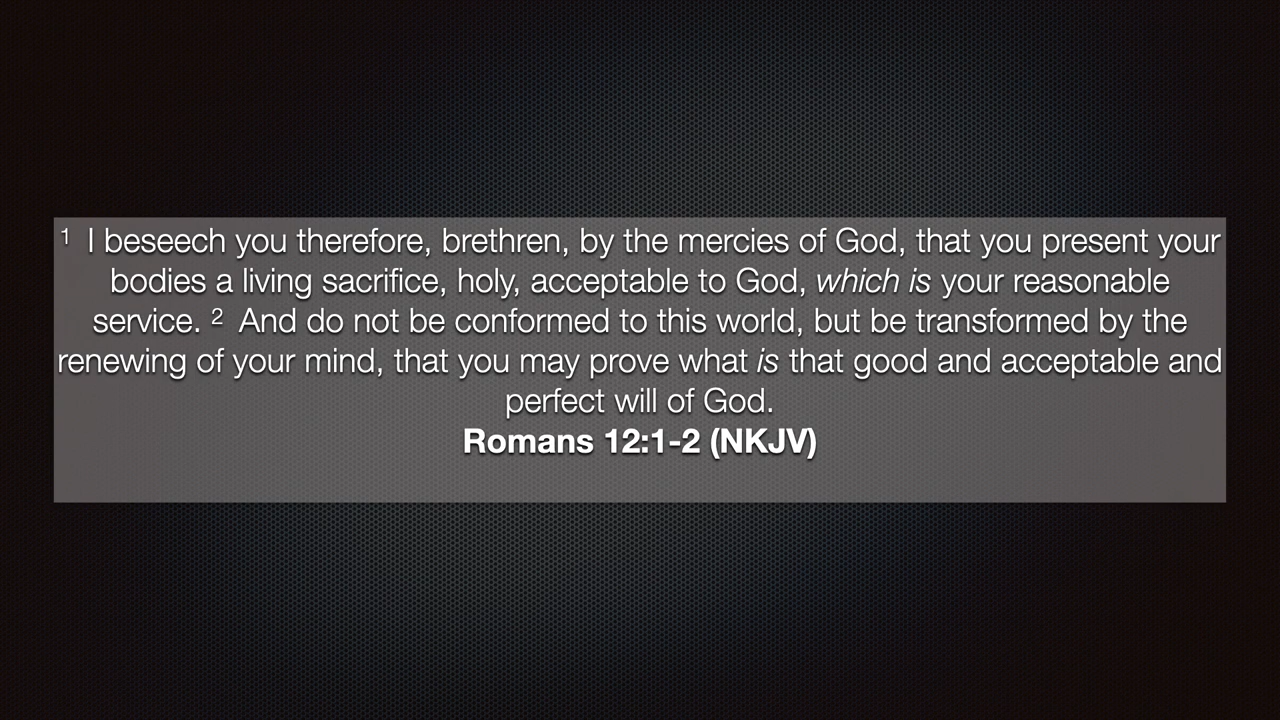 1 I beseech you therefore, brethren, by the mercies of God, that you present your
bodies a living sacrifice, holy, acceptable to God, which is your reasonable
service. 2 And do not be conformed to this world, but be transformed by the
renewing of your mind, that you may prove what is that good and acceptable and
perfect will of God.
Romans 12:1-2 (NKJV)